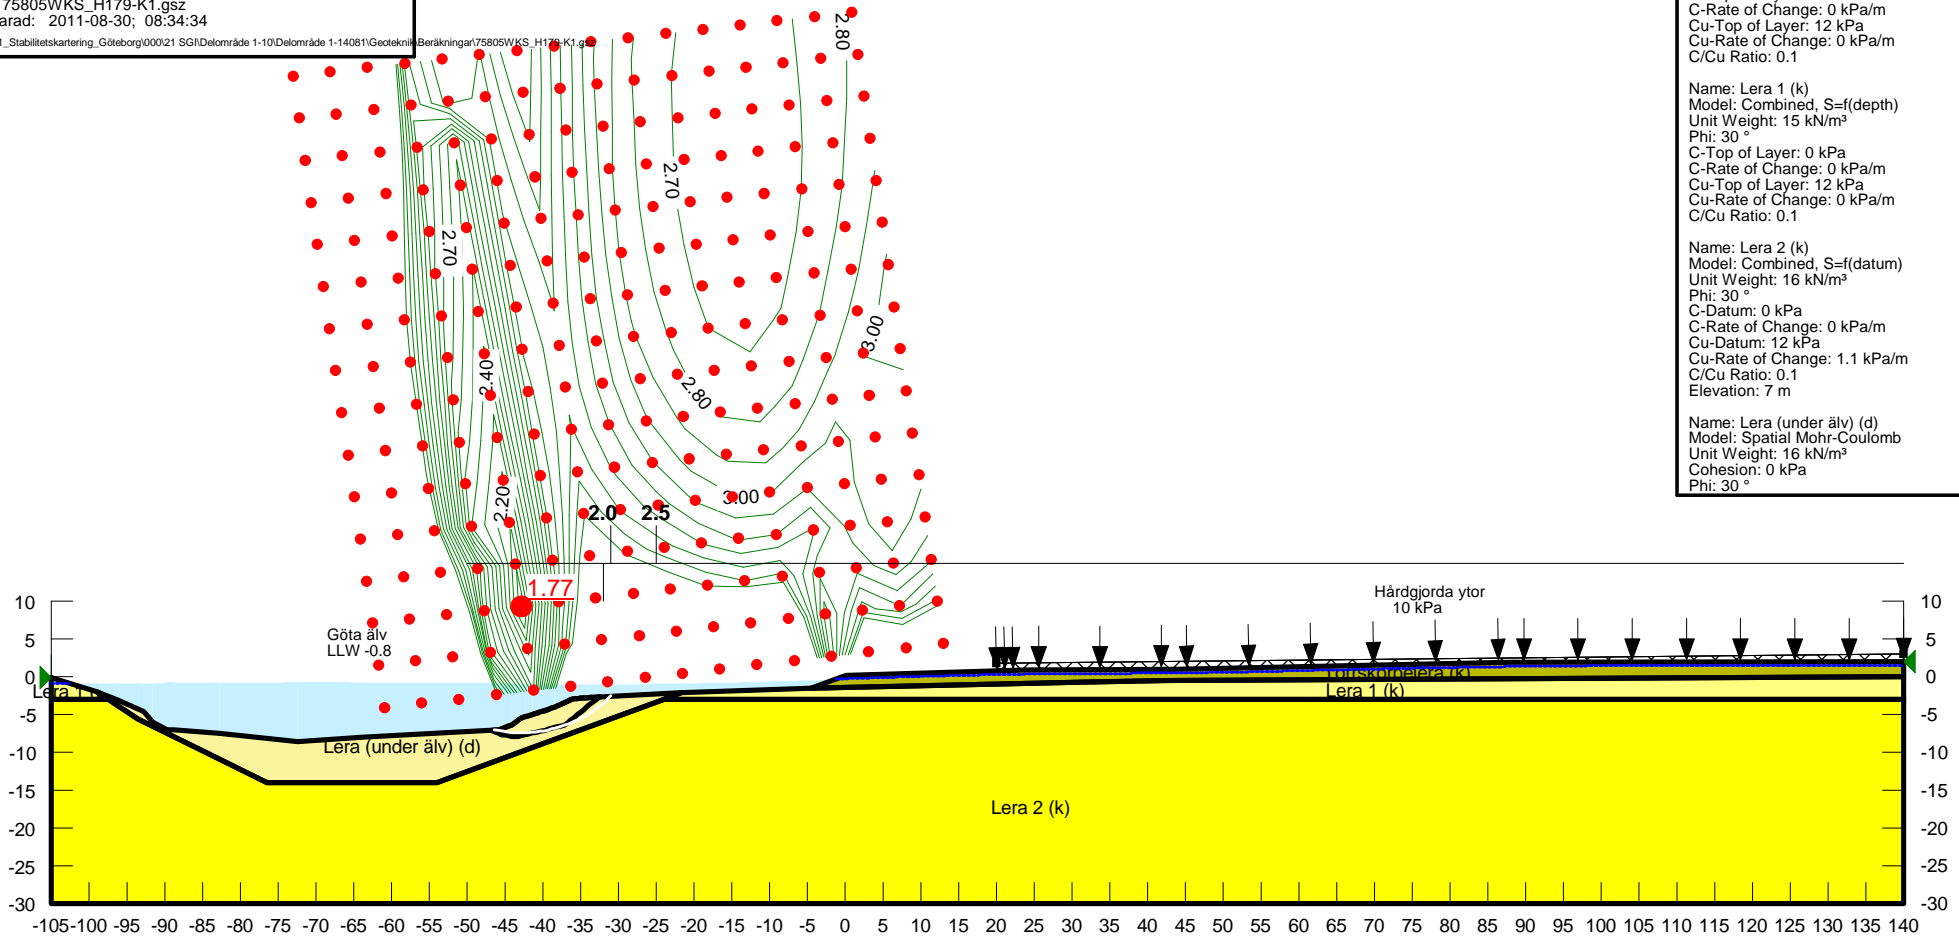 75805WKS_H179-K1.gsz
arad: 2011-08-30; 08:34:34
1_Stabilitetskartering_Göteborg\000\21 SGI\Delområde 1-10\Delområde 1-14081\Geoteknik\Beräkningar\75805WKS_H179-K1.gsz
C-Rate of Change: 0 kPa/m
Cu-Top of Layer: 12 kPa
Cu-Rate of Change: 0 kPa/m
C/Cu Ratio: 0.1
Name: Lera 1 (k)
Model: Combined, S=f(depth)
Unit Weight: 15 kN/m³
Phi: 30 °
C-Top of Layer: 0 kPa
C-Rate of Change: 0 kPa/m
Cu-Top of Layer: 12 kPa
Cu-Rate of Change: 0 kPa/m
C/Cu Ratio: 0.1
Name: Lera 2 (k)
Model: Combined, S=f(datum)
Unit Weight: 16 kN/m³
Phi: 30 °
C-Datum: 0 kPa
C-Rate of Change: 0 kPa/m
Cu-Datum: 12 kPa
Cu-Rate of Change: 1.1 kPa/m
C/Cu Ratio: 0.1
Elevation: 7 m
Name: Lera (under älv) (d)
Model: Spatial Mohr-Coulomb
Unit Weight: 16 kN/m³
Cohesion: 0 kPa
Phi: 30 °
2.80
2.70
2.70
3.00
2.40
2.80
2.20
3.00
2.0 2.5
1.77
Hårdgjorda ytor
10 kPa
Göta älv
LLW -0.8
Lera 1
Torrskorpelera (k)
Lera 1 (k)
Lera (under älv) (d)
Lera 2 (k)
10
5
0
-5
-10
-15
-20
-25
-30
10
5
0
-5
-10
-15
-20
-25
-30
-105 -100 -95 -90 -85 -80 -75 -70 -65 -60 -55 -50 -45 -40 -35 -30 -25 -20 -15 -10 -5 0 5 10 15 20 25 30 35 40 45 50 55 60 65 70 75 80 85 90 95 100 105 110 115 120 125 130 135 140